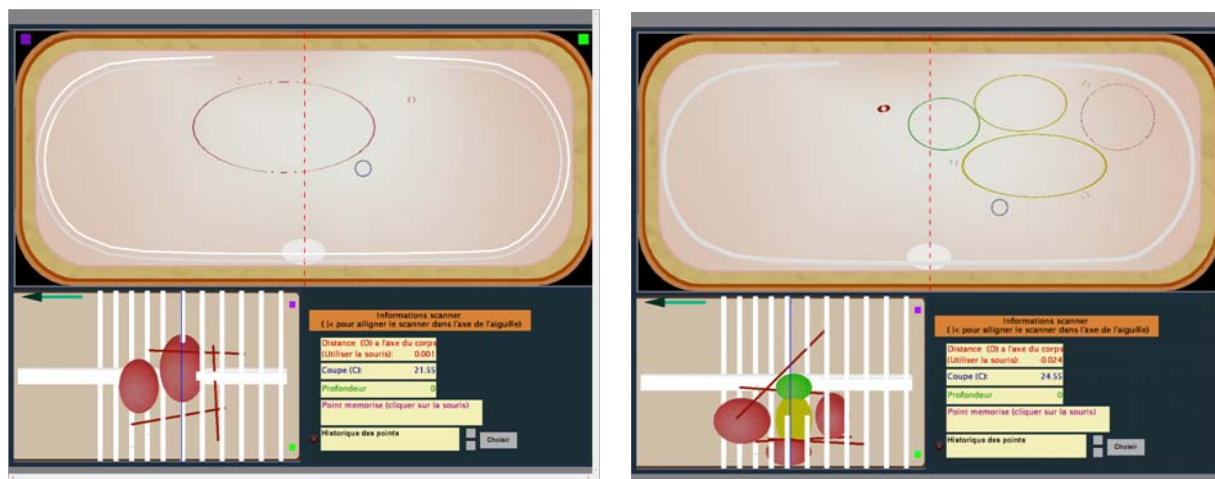 Informations scanner
( |< pour alligner le scanner dans l'axe de l'aiguille)
Distance (D) a l'axe du corps
(Utiliser la souris): 0.001
Coupe (C): 21.55
Profondeur 0
Point memorise (cliquer sur la souris)
Historique des points
Choisir
Informations scanner
( |< pour alligner le scanner dans l'axe de l'aiguille)
Distance (D) a l'axe du corps
(Utiliser la souris): -0.024
Coupe (C): 24.55
Profondeur 0
Point memorise (cliquer sur la souris)
Historique des points
Choisir